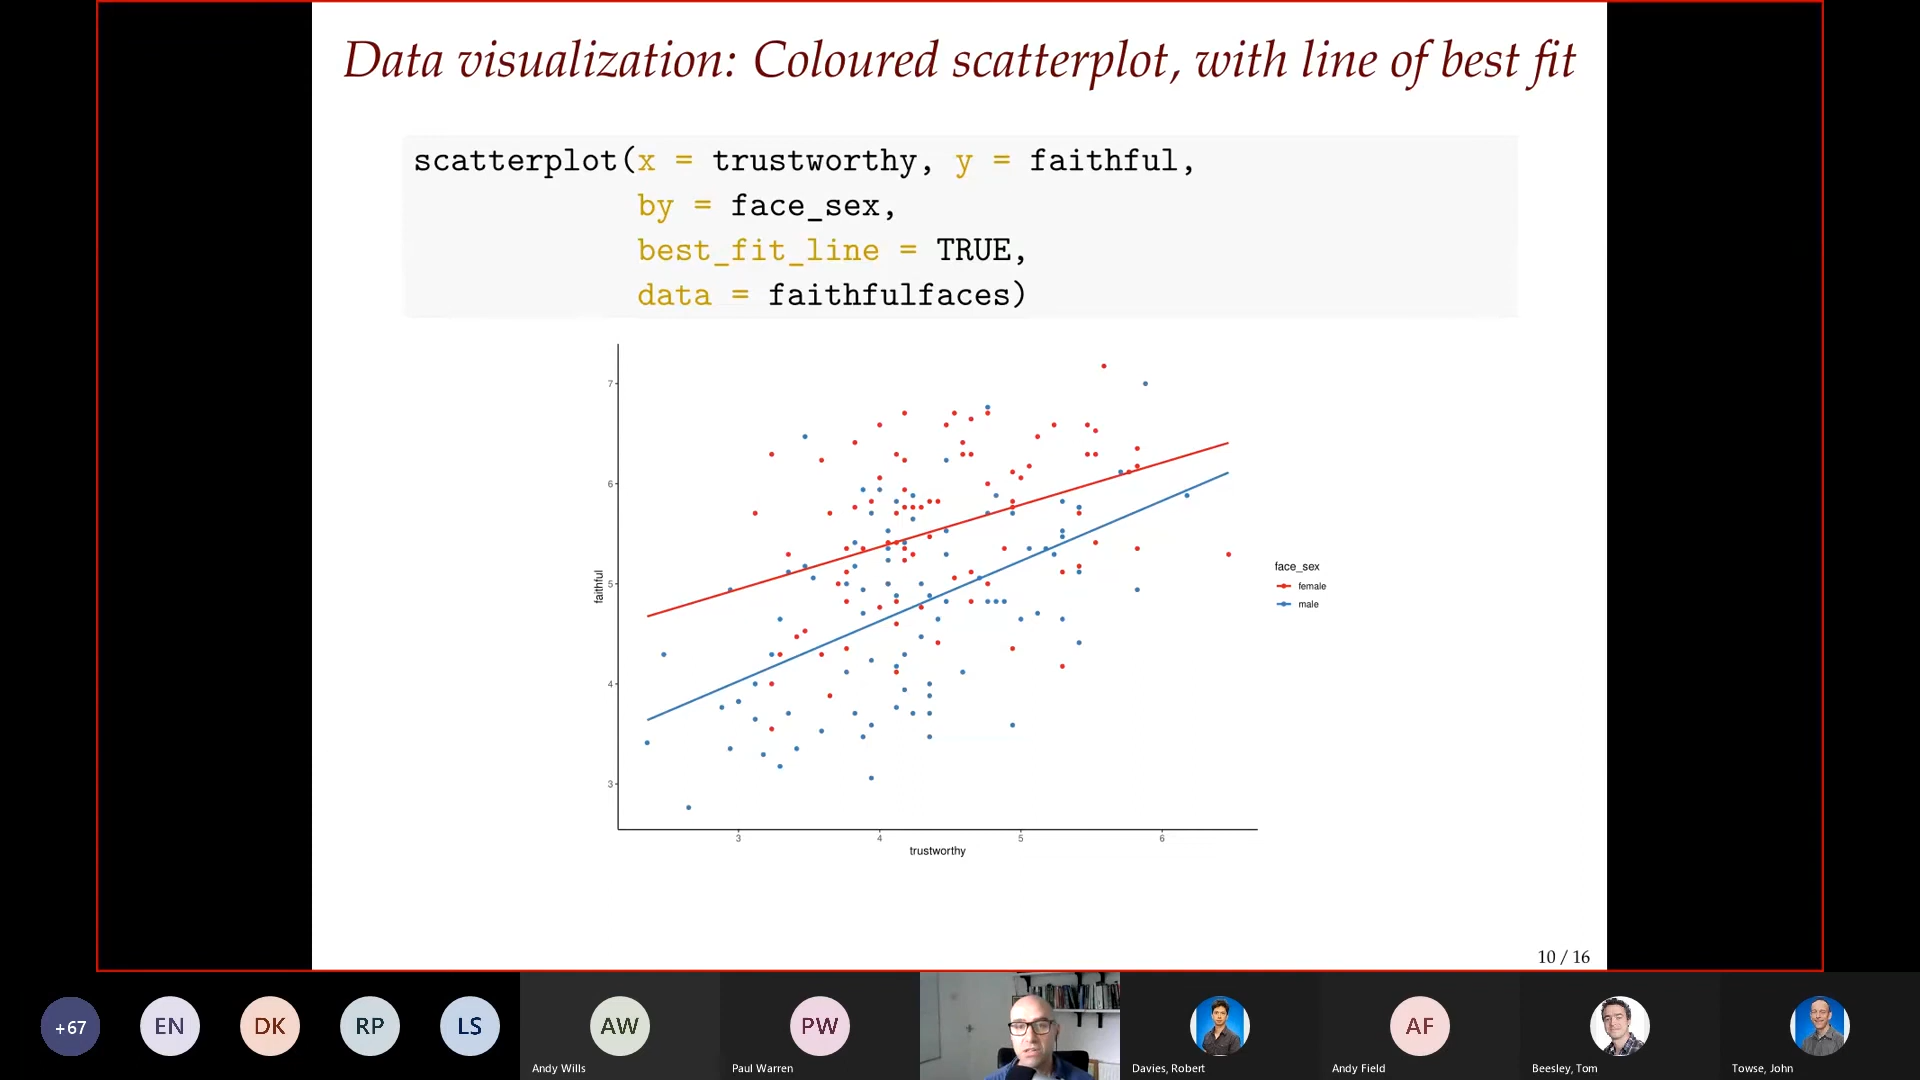 Data visualization: Coloured scatterplot, with line of best fit
scatterplot(x = trustworthy, y = faithful,
by = face_sex,
best_fit_line = TRUE,
data = faithfulfaces)
7
6
5
4
3
faithful
3 4 5 6
trustworthy
face_sex
female
male
10 / 16
+67
EN
DK
RP
LS
AW
Andy Wills
PW
Paul Warren
Davies, Robert
AF
Andy Field
Beesley, Tom
Towse, John